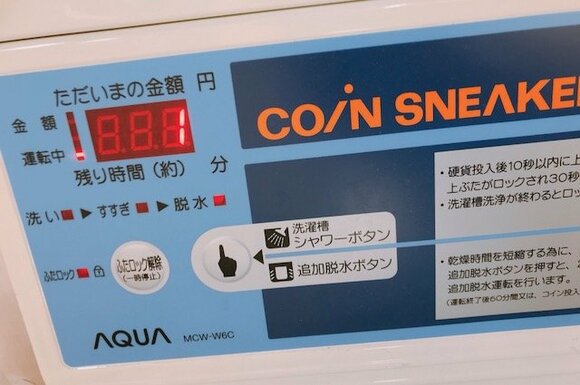 ただいまの金額 円
COIN SNEAKE
金額
運転中
1
残り時間(約) 分
洗い ▶ すすぎ ▶ 脱水
ふたロック
ふたロック解除
(一時停止)
洗濯槽
シャワーボタン
追加脱水ボタン
・硬貨投入後10秒以内に上
上ぶたがロックされ30秒
・洗濯槽洗浄が終わるとロッ
・乾燥時間を短縮する為に、
追加脱水ボタンを押すと、2
追加脱水運転を行います。
(運転終了後60分間又は、コイン投入
AQUA MCW-W6C